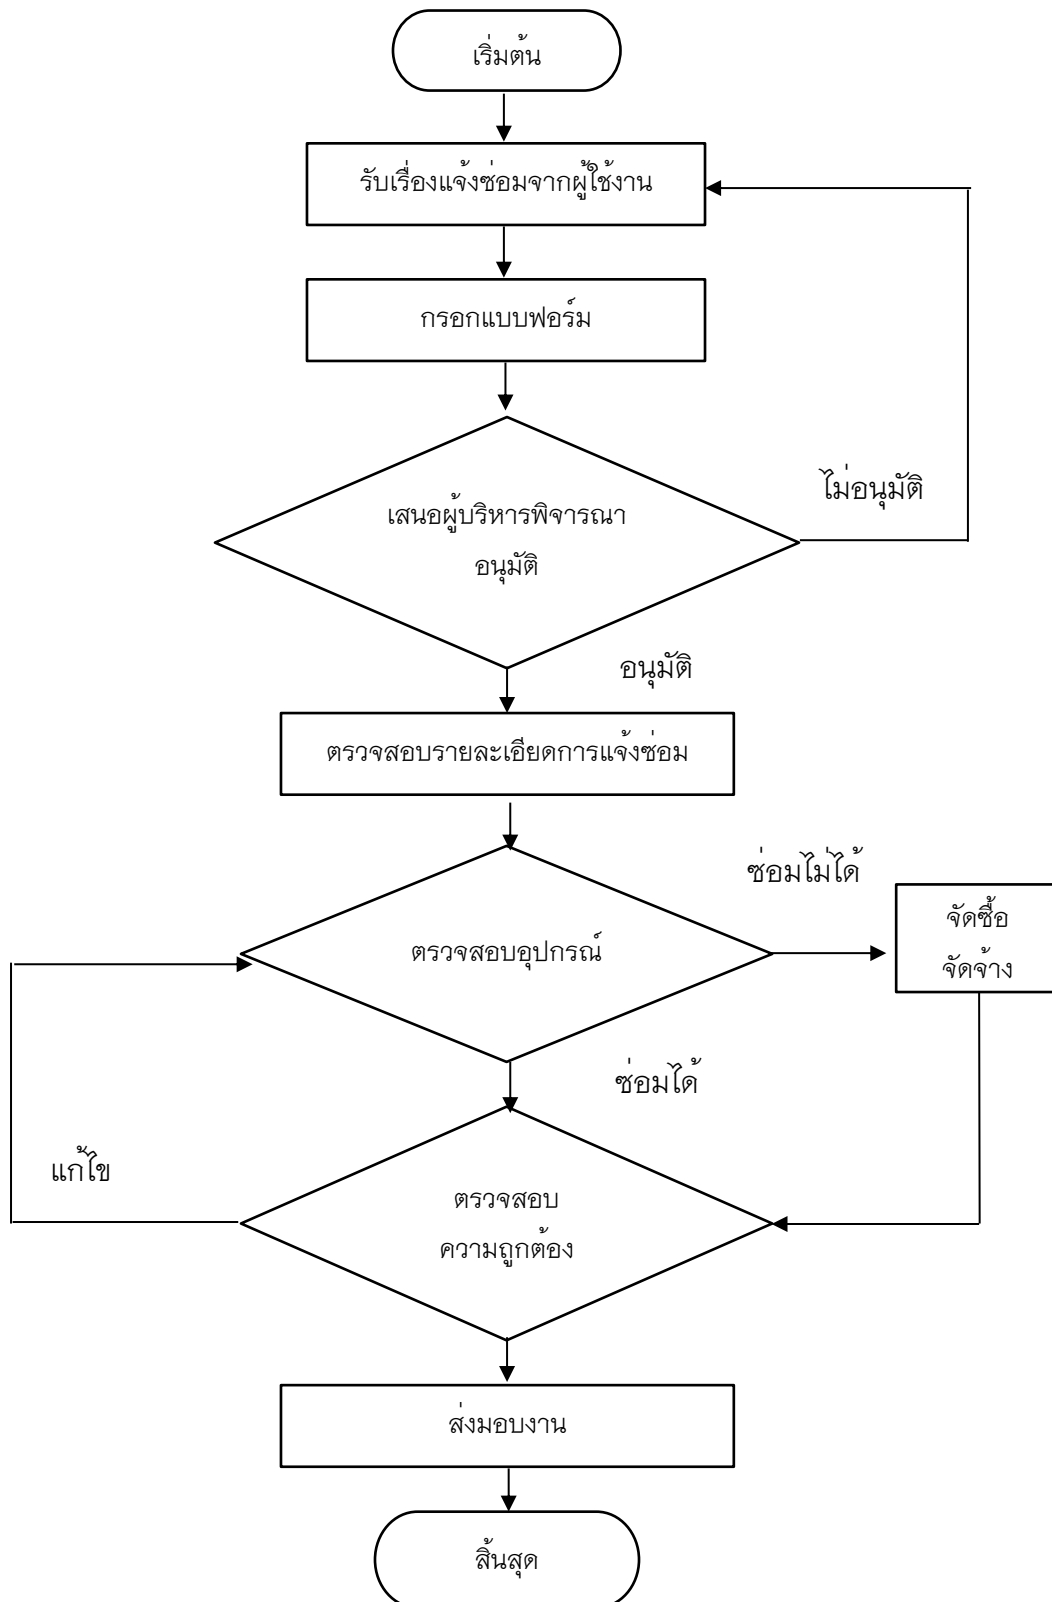 เริ่มต้น
รับเรื่องแจ้งซ่อมจากผู้ใช้งาน
กรอกแบบฟอร์ม
เสนอผู้บริหารพิจารณา
อนุมัติ
ไม่อนุมัติ
อนุมัติ
ตรวจสอบรายละเอียดการแจ้งซ่อม
ตรวจสอบอุปกรณ์
ซ่อมไม่ได้
จัดซื้อ
จัดจ้าง
ซ่อมได้
แก้ไข
ตรวจสอบ
ความถูกต้อง
ส่งมอบงาน
สิ้นสุด